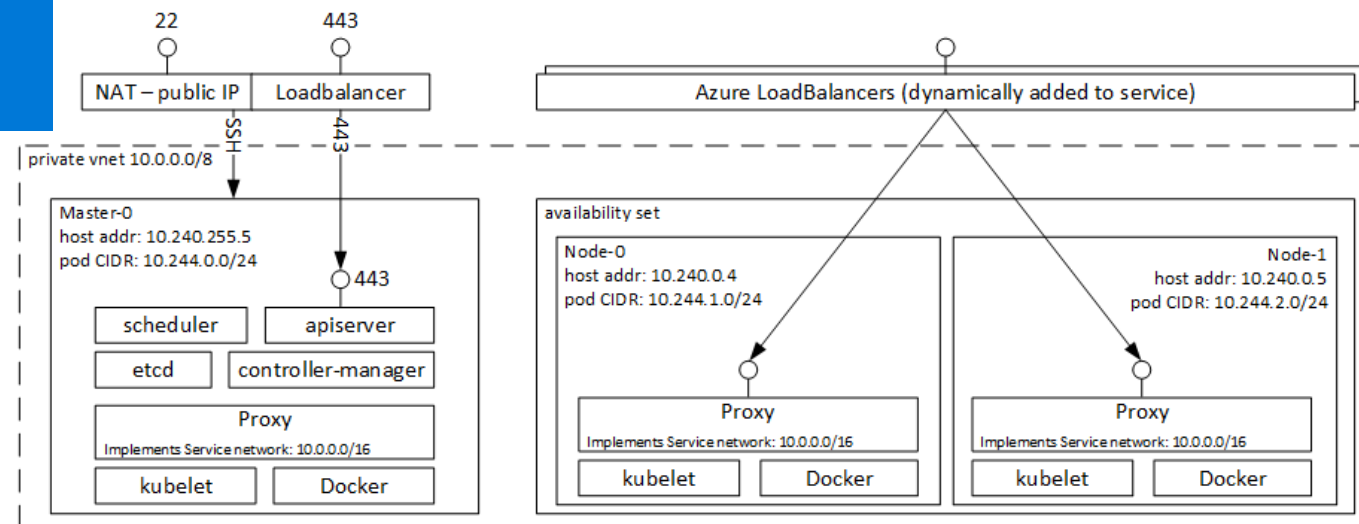 22
443
NAT – public IP
Loadbalancer
Azure LoadBalancers (dynamically added to service)
SSH
443
private vnet 10.0.0.0/8
Master-0
host addr: 10.240.255.5
pod CIDR: 10.244.0.0/24
443
scheduler
apiserver
etcd
controller-manager
Proxy
Implements Service network: 10.0.0.0/16
kubelet
Docker
availability set
Node-0
host addr: 10.240.0.4
pod CIDR: 10.244.1.0/24
Proxy
Implements Service network: 10.0.0.0/16
kubelet
Docker
Node-1
host addr: 10.240.0.5
pod CIDR: 10.244.2.0/24
Proxy
Implements Service network: 10.0.0.0/16
kubelet
Docker